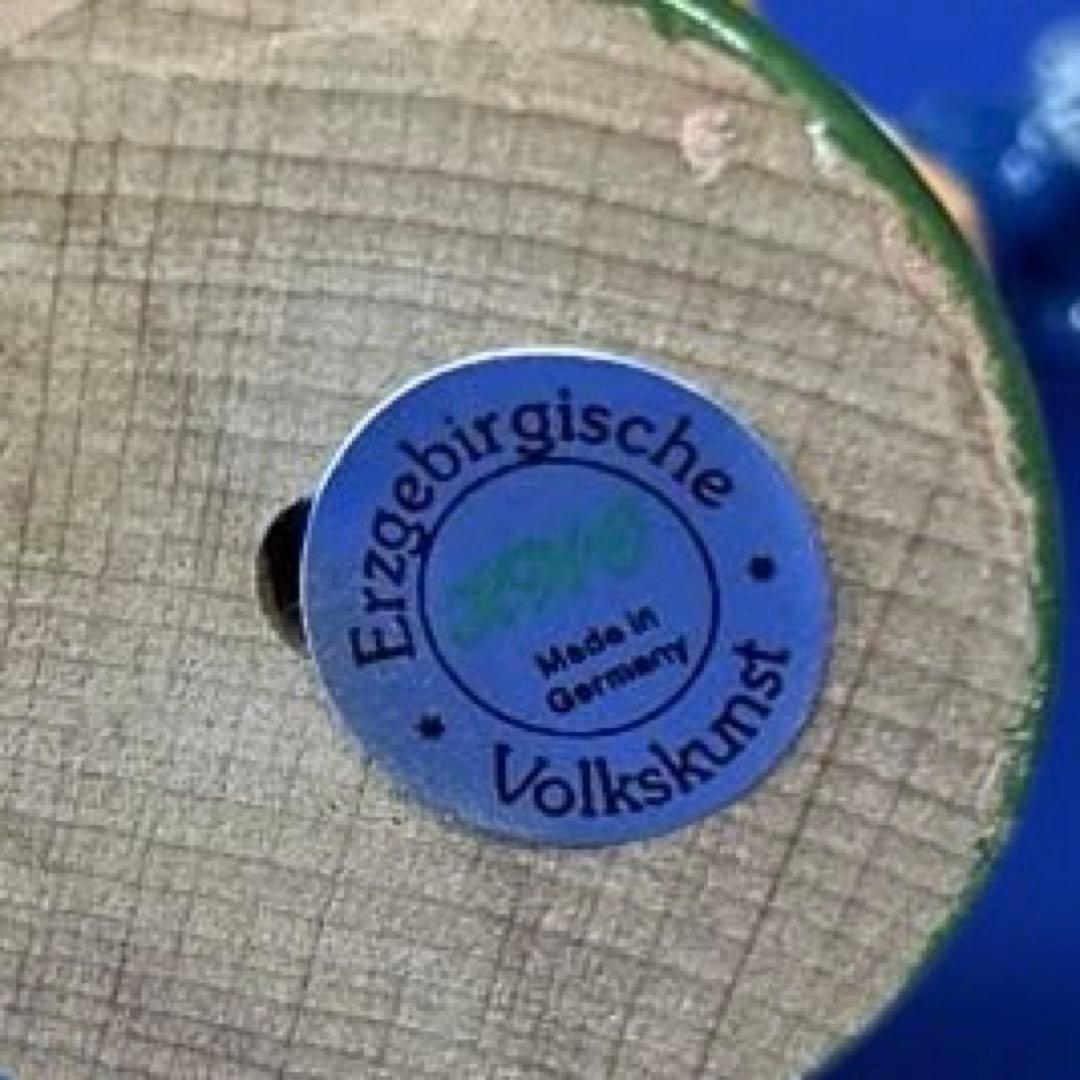 Erzgebirgische
Made in
Germany
Volkskunst